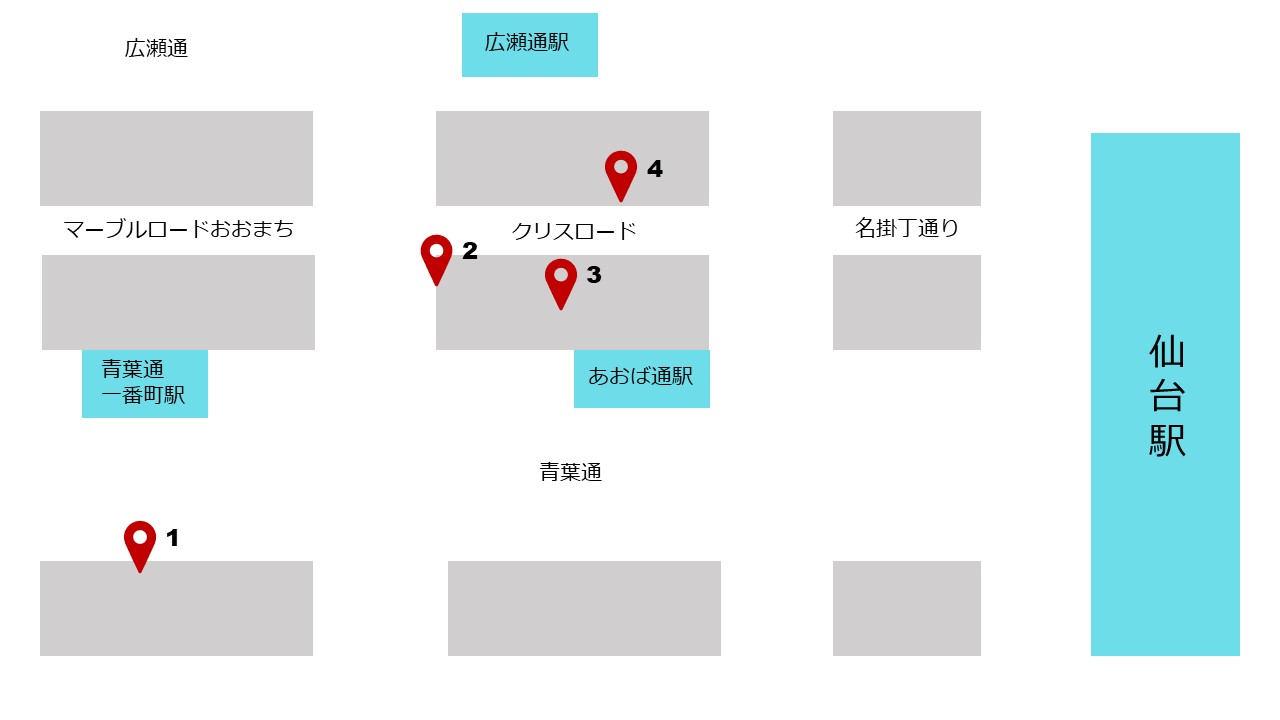 広瀬通
広瀬通駅
4
マーブルロードおおまち
クリスロード
名掛丁通り
2
3
青葉通
一番町駅
あおば通駅
仙台駅
青葉通
1